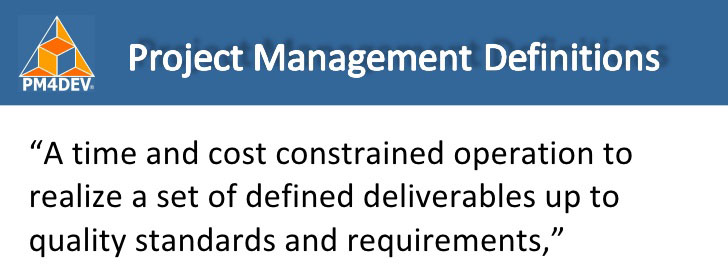 PM4DEV®
Project Management Definitions
“A time and cost constrained operation to
realize a set of defined deliverables up to
quality standards and requirements,”